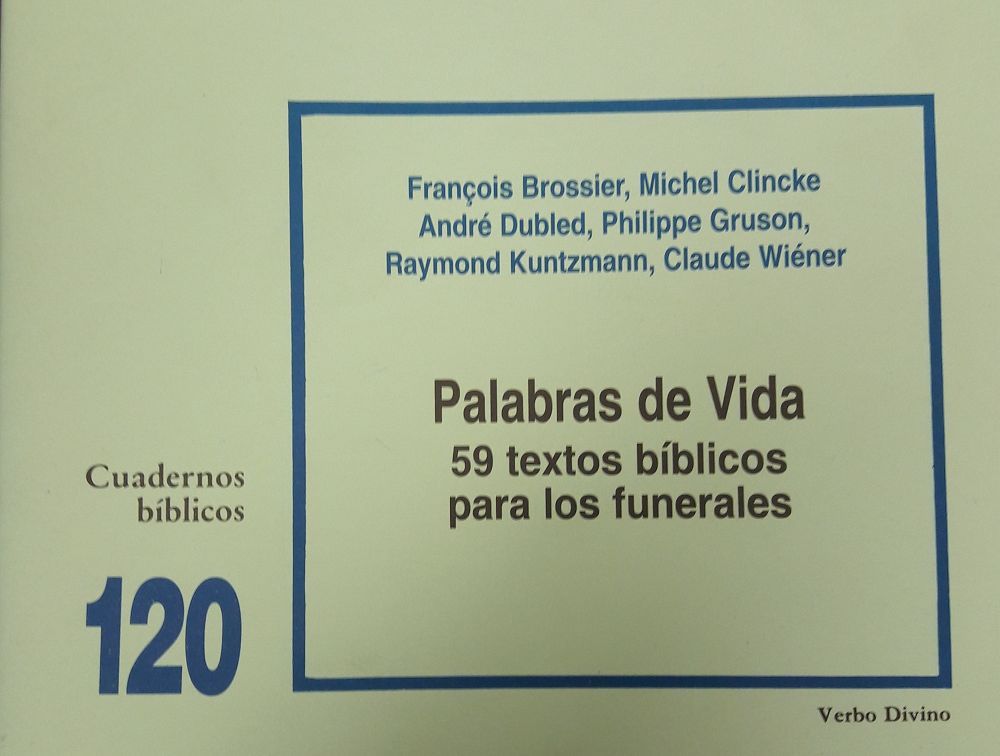 François Brossier, Michel Clincke
André Dubled, Philippe Gruson,
Raymond Kuntzmann, Claude Wiéner
Palabras de Vida
59 textos bíblicos
para los funerales
Cuadernos
bíblicos
120
Verbo Divino